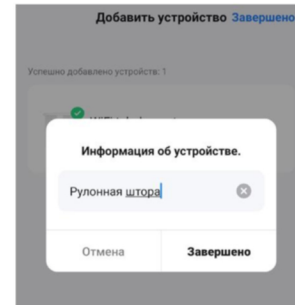 Добавить устройство Завершено
Успешно добавлено устройств: 1
Информация об устройстве.
Рулонная штора
Отмена Завершено